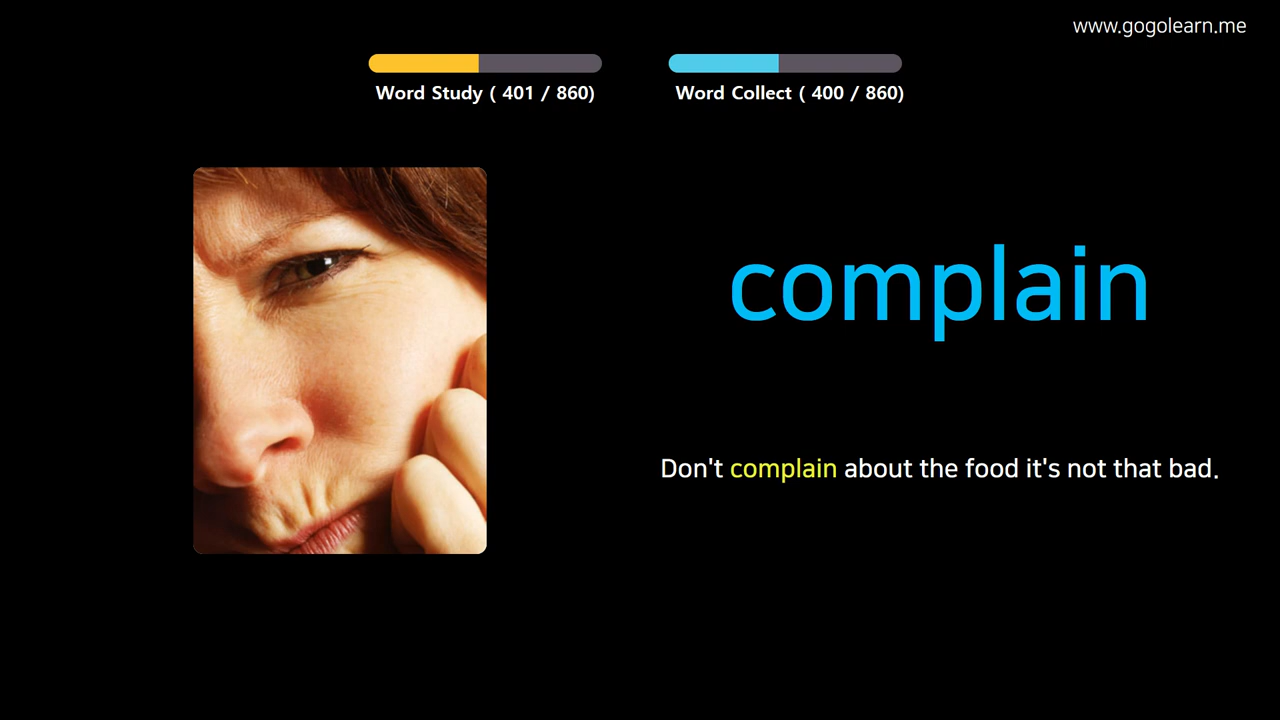 www.gogolearn.me
Word Study ( 401 / 860)
Word Collect ( 400 / 860)
complain
Don't complain about the food it's not that bad.